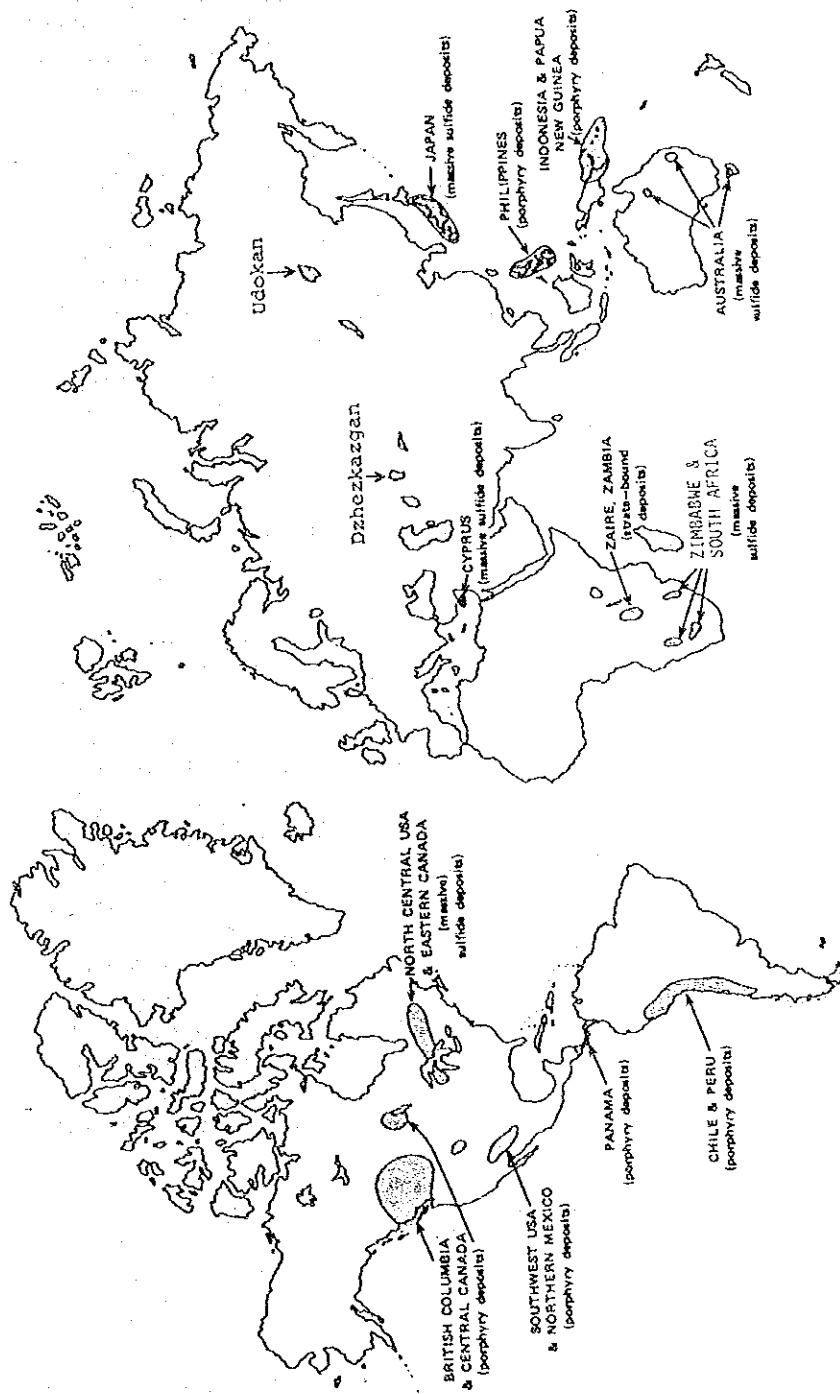 BRITISH COLUMBIA
& CENTRAL CANADA
(porphyry deposits)
SOUTHWEST USA
& NORTHERN MEXICO
(porphyry deposits)
NORTH CENTRAL USA
& EASTERN CANADA
(massive)
sulfide deposits)
PANAMA
(porphyry deposits)
CHILE & PERU
(porphyry deposits)
Udokan
Dzhezkazgan
CYPRUS
(massive sulfide deposits)
JAPAN
(massive sulfide deposits)
PHILIPPINES
(porphyry deposits)
INDONESIA & PAPUA
NEW GUINEA
(porphyry deposits)
ZAIRE, ZAMBIA
(strata-bound
deposits)
ZIMBABWE &
SOUTH AFRICA
(massive
sulfide deposits)
AUSTRALIA
(massive
sulfide deposits)